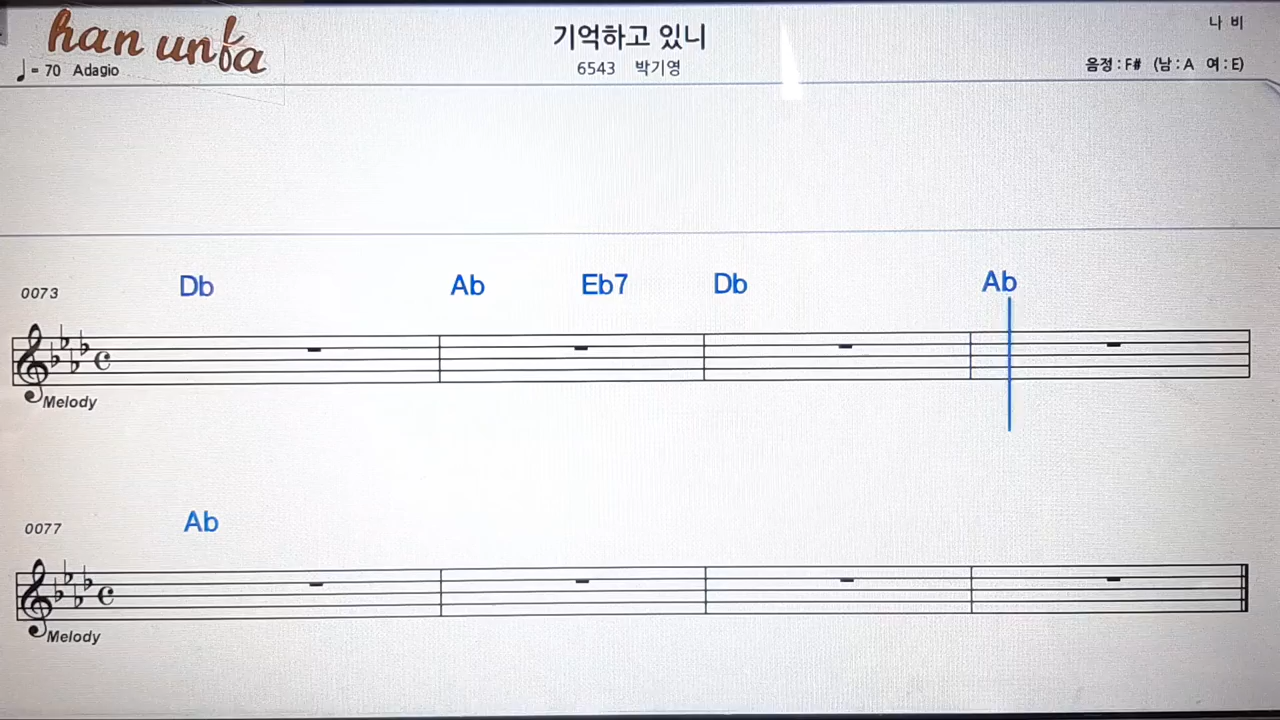 han unba
기억하고 있니
나 비
♩= 70 Adagio
6543 박기영
음정 : F# (남 : A 여 : E)
0073 Db Ab Eb7 Db Ab
Melody
0077 Ab
Melody